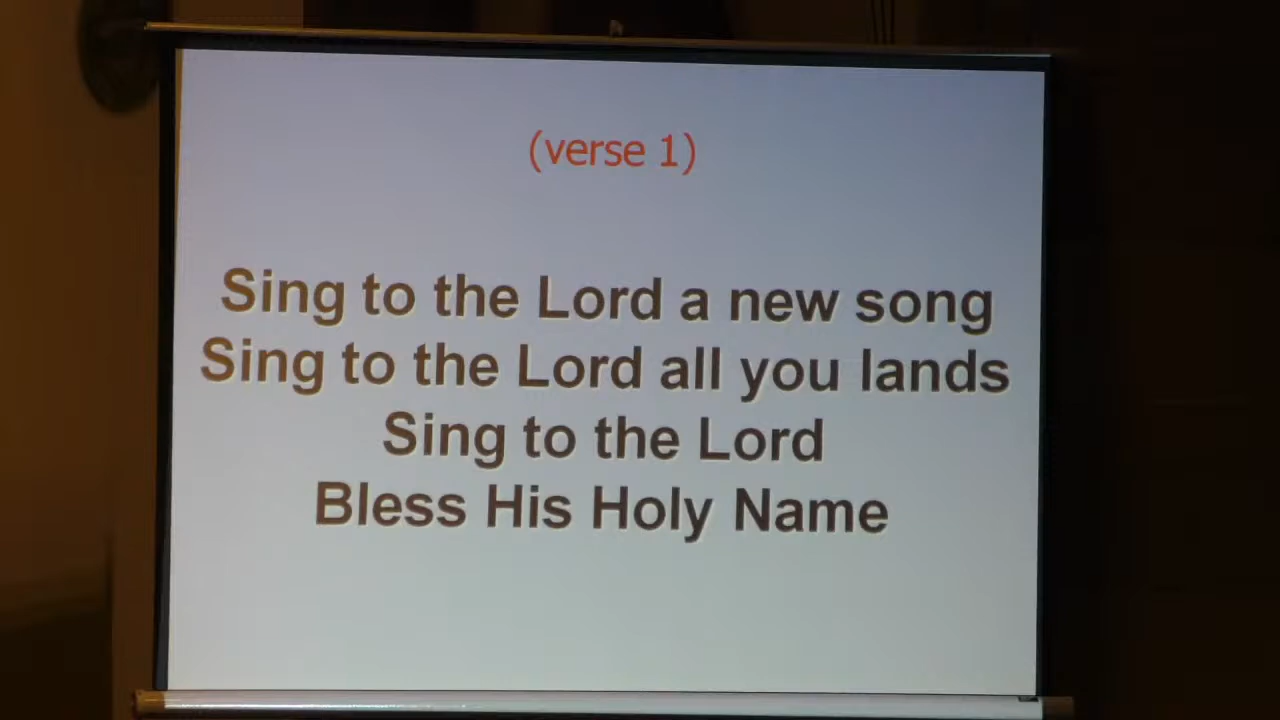 (verse 1)
Sing to the Lord a new song
Sing to the Lord all you lands
Sing to the Lord
Bless His Holy Name